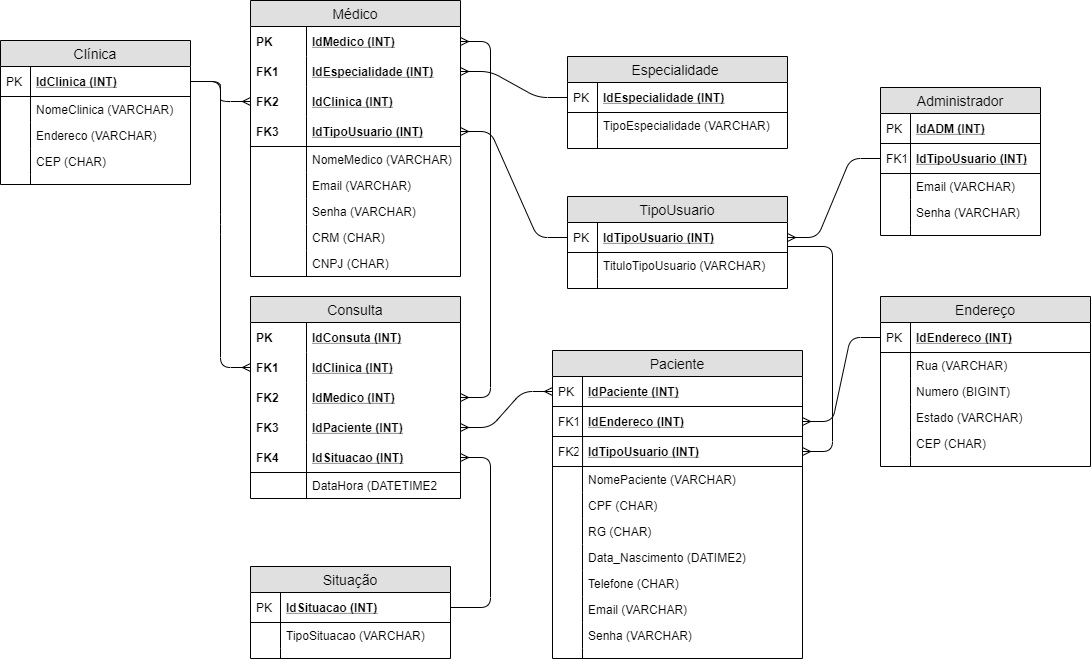 Clínica
PK IdClinica (INT)
NomeClinica (VARCHAR)
Endereco (VARCHAR)
CEP (CHAR)
Médico
PK IdMedico (INT)
FK1 IdEspecialidade (INT)
FK2 IdClinica (INT)
FK3 IdTipoUsuario (INT)
NomeMedico (VARCHAR)
Email (VARCHAR)
Senha (VARCHAR)
CRM (CHAR)
CNPJ (CHAR)
Especialidade
PK IdEspecialidade (INT)
TipoEspecialidade (VARCHAR)
Administrador
PK IdADM (INT)
FK1 IdTipoUsuario (INT)
Email (VARCHAR)
Senha (VARCHAR)
TipoUsuario
PK IdTipoUsuario (INT)
TituloTipoUsuario (VARCHAR)
Consulta
PK IdConsuta (INT)
FK1 IdClinica (INT)
FK2 IdMedico (INT)
FK3 IdPaciente (INT)
FK4 IdSituacao (INT)
DataHora (DATETIME2
Paciente
PK IdPaciente (INT)
FK1 IdEndereco (INT)
FK2 IdTipoUsuario (INT)
NomePaciente (VARCHAR)
CPF (CHAR)
RG (CHAR)
Data_Nascimento (DATIME2)
Telefone (CHAR)
Email (VARCHAR)
Senha (VARCHAR)
Endereço
PK IdEndereco (INT)
Rua (VARCHAR)
Numero (BIGINT)
Estado (VARCHAR)
CEP (CHAR)
Situação
PK IdSituacao (INT)
TipoSituacao (VARCHAR)